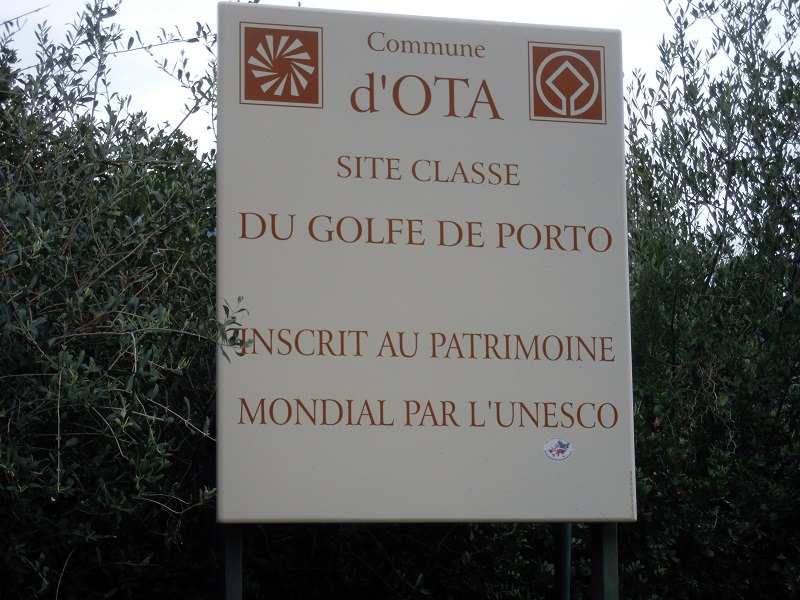 Commune
d'OTA
SITE CLASSE
DU GOLFE DE PORTO
INSCRIT AU PATRIMOINE
MONDIAL PAR L'UNESCO